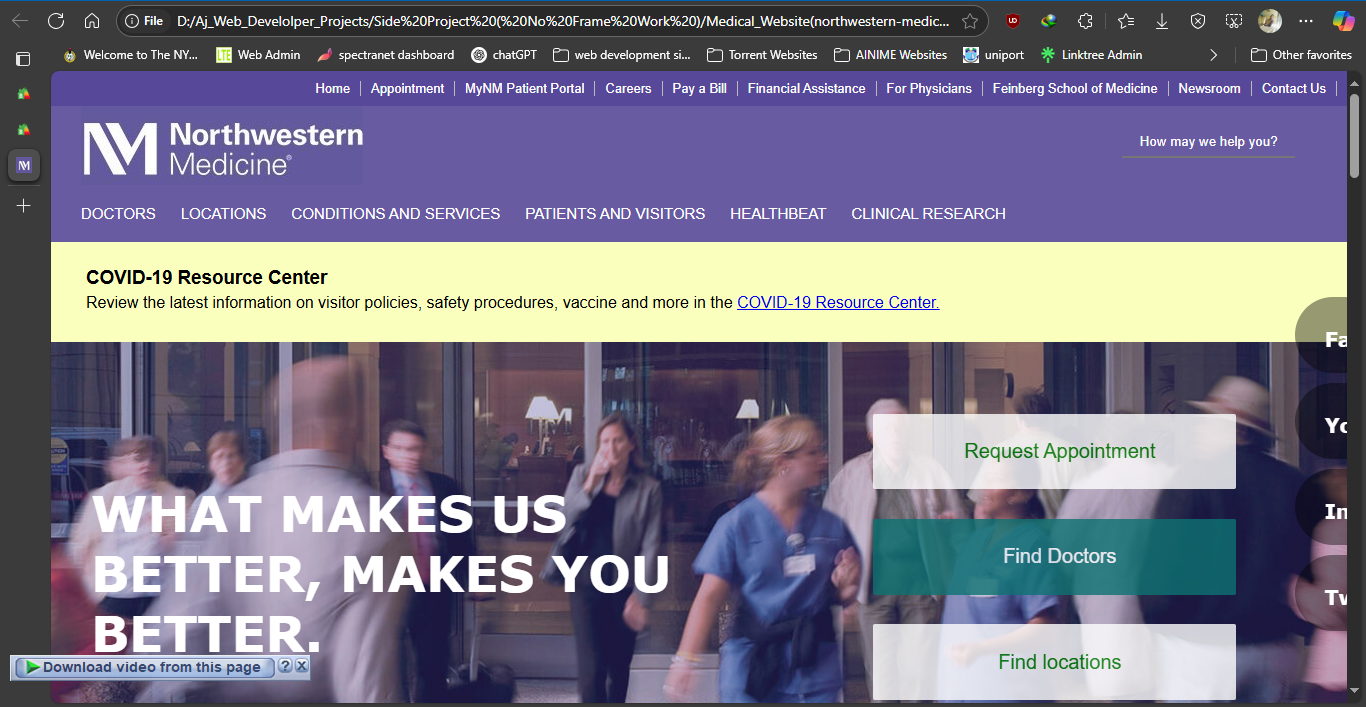 File D:/Aj_Web_Develolper_Projects/Side%20Project%20(%20No%20Frame%20Work%20)/Medical_Website(northwestern-medic...
Welcome to The NY... LTE Web Admin spectranet dashboard chatGPT web development si... Torrent Websites AINIME Websites uniport Linktree Admin Other favorites
Home Appointment MyNM Patient Portal Careers Pay a Bill Financial Assistance For Physicians Feinberg School of Medicine Newsroom Contact Us
Northwestern
Medicine®
How may we help you?
DOCTORS LOCATIONS CONDITIONS AND SERVICES PATIENTS AND VISITORS HEALTHBEAT CLINICAL RESEARCH
COVID-19 Resource Center
Review the latest information on visitor policies, safety procedures, vaccine and more in the COVID-19 Resource Center.
Fa
Yo
Request Appointment
WHAT MAKES US
In
BETTER, MAKES YOU
Find Doctors
Tw
BETTER.
Find locations
Download video from this page ? X